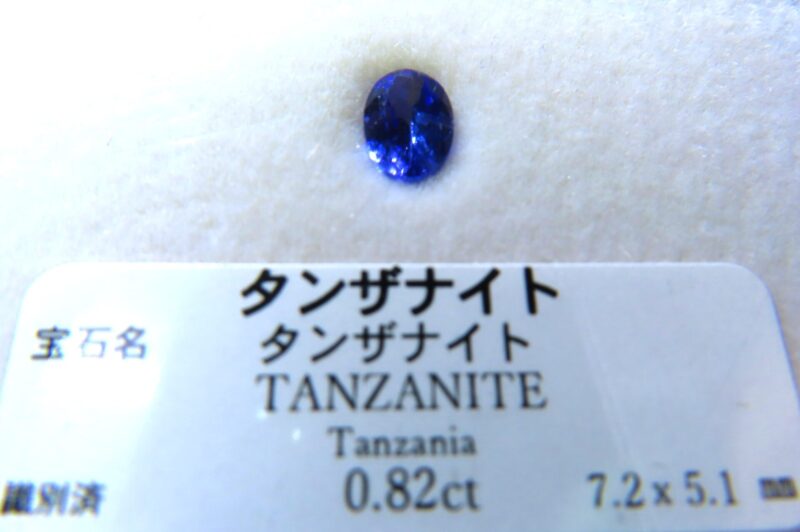 タンザナイト
宝石名 タンザナイト
TANZANITE
Tanzania
識別済 0.82ct 7.2 x 5.1 mm